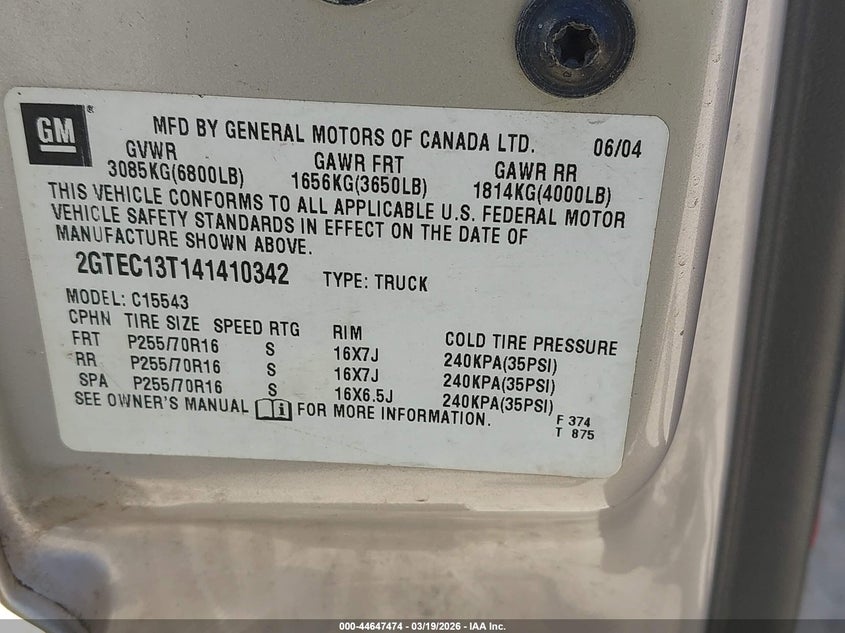 GM ® MFD BY GENERAL MOTORS OF CANADA LTD. 06/04
GVWR GAWR FRT GAWR RR
3085KG(6800LB) 1656KG(3650LB) 1814KG(4000LB)
THIS VEHICLE CONFORMS TO ALL APPLICABLE U.S. FEDERAL MOTOR
VEHICLE SAFETY STANDARDS IN EFFECT ON THE DATE OF
MANUFACTURE SHOWN ABOVE.
2GTEC13T141410342 TYPE: TRUCK
MODEL: C15543
CPHN TIRE SIZE SPEED RTG RIM COLD TIRE PRESSURE
FRT P255/70R16 S 16X7J 240KPA(35PSI)
RR P255/70R16 S 16X7J 240KPA(35PSI)
SPA P255/70R16 S 16X6.5J 240KPA(35PSI)
SEE OWNER'S MANUAL FOR MORE INFORMATION.
F 374
T 875
000-44647474 | 03/19/2026 | IAA Inc.